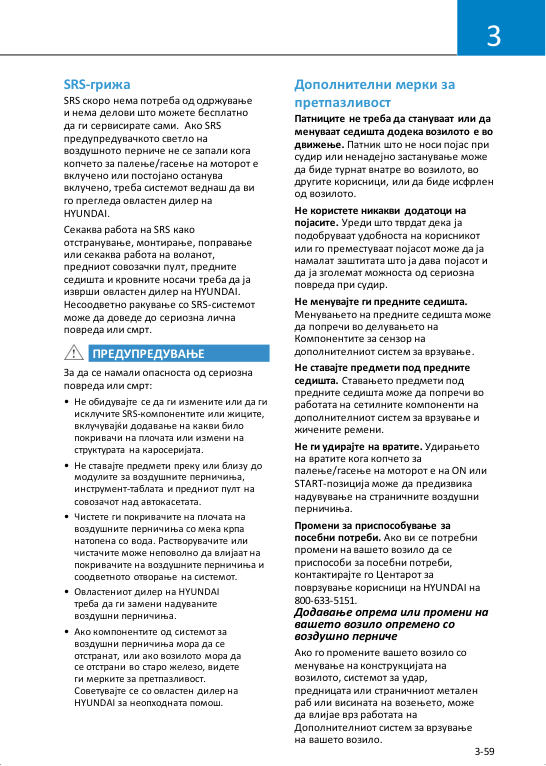 3
SRS-грижа
SRS скоро нема потреба од одржување
и нема делови што можете бесплатно
да ги сервисирате сами. Ако SRS
предупредувачкото светло на
воздушното перниче не се запали кога
копчето за палење/гасење на моторот е
вклучено или постојано останува
вклучено, треба системот веднаш да ви
го прегледа овластен дилер на
HYUNDAI.
Секаква работа на SRS како
отстранување, монтирање, поправање
или секаква работа на воланот,
предниот совозачки пулт, предните
седишта и кровните носачи треба да ја
изврши овластен дилер на HYUNDAI.
Несоодветно ракување со SRS-системот
може да доведе до сериозна лична
повреда или смрт.
ПРЕДУПРЕДУВАЊЕ
За да се намали опасноста од сериозна
повреда или смрт:
• Не обидувајте се да ги измените или да ги
исклучите SRS-компонентите или жиците,
вклучувајќи додавање на какви било
покривачи на плочата или измени на
структурата на каросеријата.
• Не ставајте предмети преку или близу до
модулите за воздушните перничиња,
инструмент-таблата и предниот пулт на
совозачот над автокасетата.
• Чистете ги покривачите на плочата на
воздушните перничиња со мека крпа
натопена со вода. Растворувачите или
чистачите може неповолно да влијаат на
покривачите на воздушните перничиња и
соодветното отворање на системот.
• Овластениот дилер на HYUNDAI
треба да ги замени надуваните
воздушни перничиња.
• Ако компонентите од системот за
воздушни перничиња мора да се
отстранат, или ако возилото мора да
се отстрани во старо железо, видете
ги мерките за претпазливост.
Советувајте се со овластен дилер на
HYUNDAI за неопходната помош.
Дополнителни мерки за
претпазливост
Патниците не треба да стануваат или да
менуваат седишта додека возилото е во
движење. Патник што не носи појас при
судир или ненадејно застанување може
да биде турнат внатре во возилото, во
другите корисници, или да биде исфрлен
од возилото.
Не користете никакви додатоци на
појасите. Уреди што тврдат дека ја
подобруваат удобноста на корисникот
или го преместуваат појасот може да ја
намалат заштитата што ја дава појасот и
да ја зголемат можноста од сериозна
повреда при судир.
Не менувајте ги предните седишта.
Менувањето на предните седишта може
да попречи во делувањето на
Компонентите за сензор на
дополнителниот систем за врзување.
Не ставајте предмети под предните
седишта. Ставањето предмети под
предните седишта може да попречи во
работата на сетилните компоненти на
дополнителниот систем за врзување и
жичените ремени.
Не ги удирајте на вратите. Удирањето
на вратите кога копчето за
палење/гасење на моторот е на ON или
START-позиција може да предизвика
надувување на страничните воздушни
перничиња.
Промени за приспособување за
посебни потреби. Ако ви се потребни
промени на вашето возило да се
приспособи за посебни потреби,
контактирајте го Центарот за
поврзување корисници на HYUNDAI на
800-633-5151.
Додавање опрема или промени на
вашето возило опремено со
воздушно перниче
Ако го промените вашето возило со
менување на конструкцијата на
возилото, системот за удар,
предницата или страничниот метален
раб или висината на возењето, може
да влијае врз работата на
Дополнителниот систем за врзување
на вашето возило.
3-59